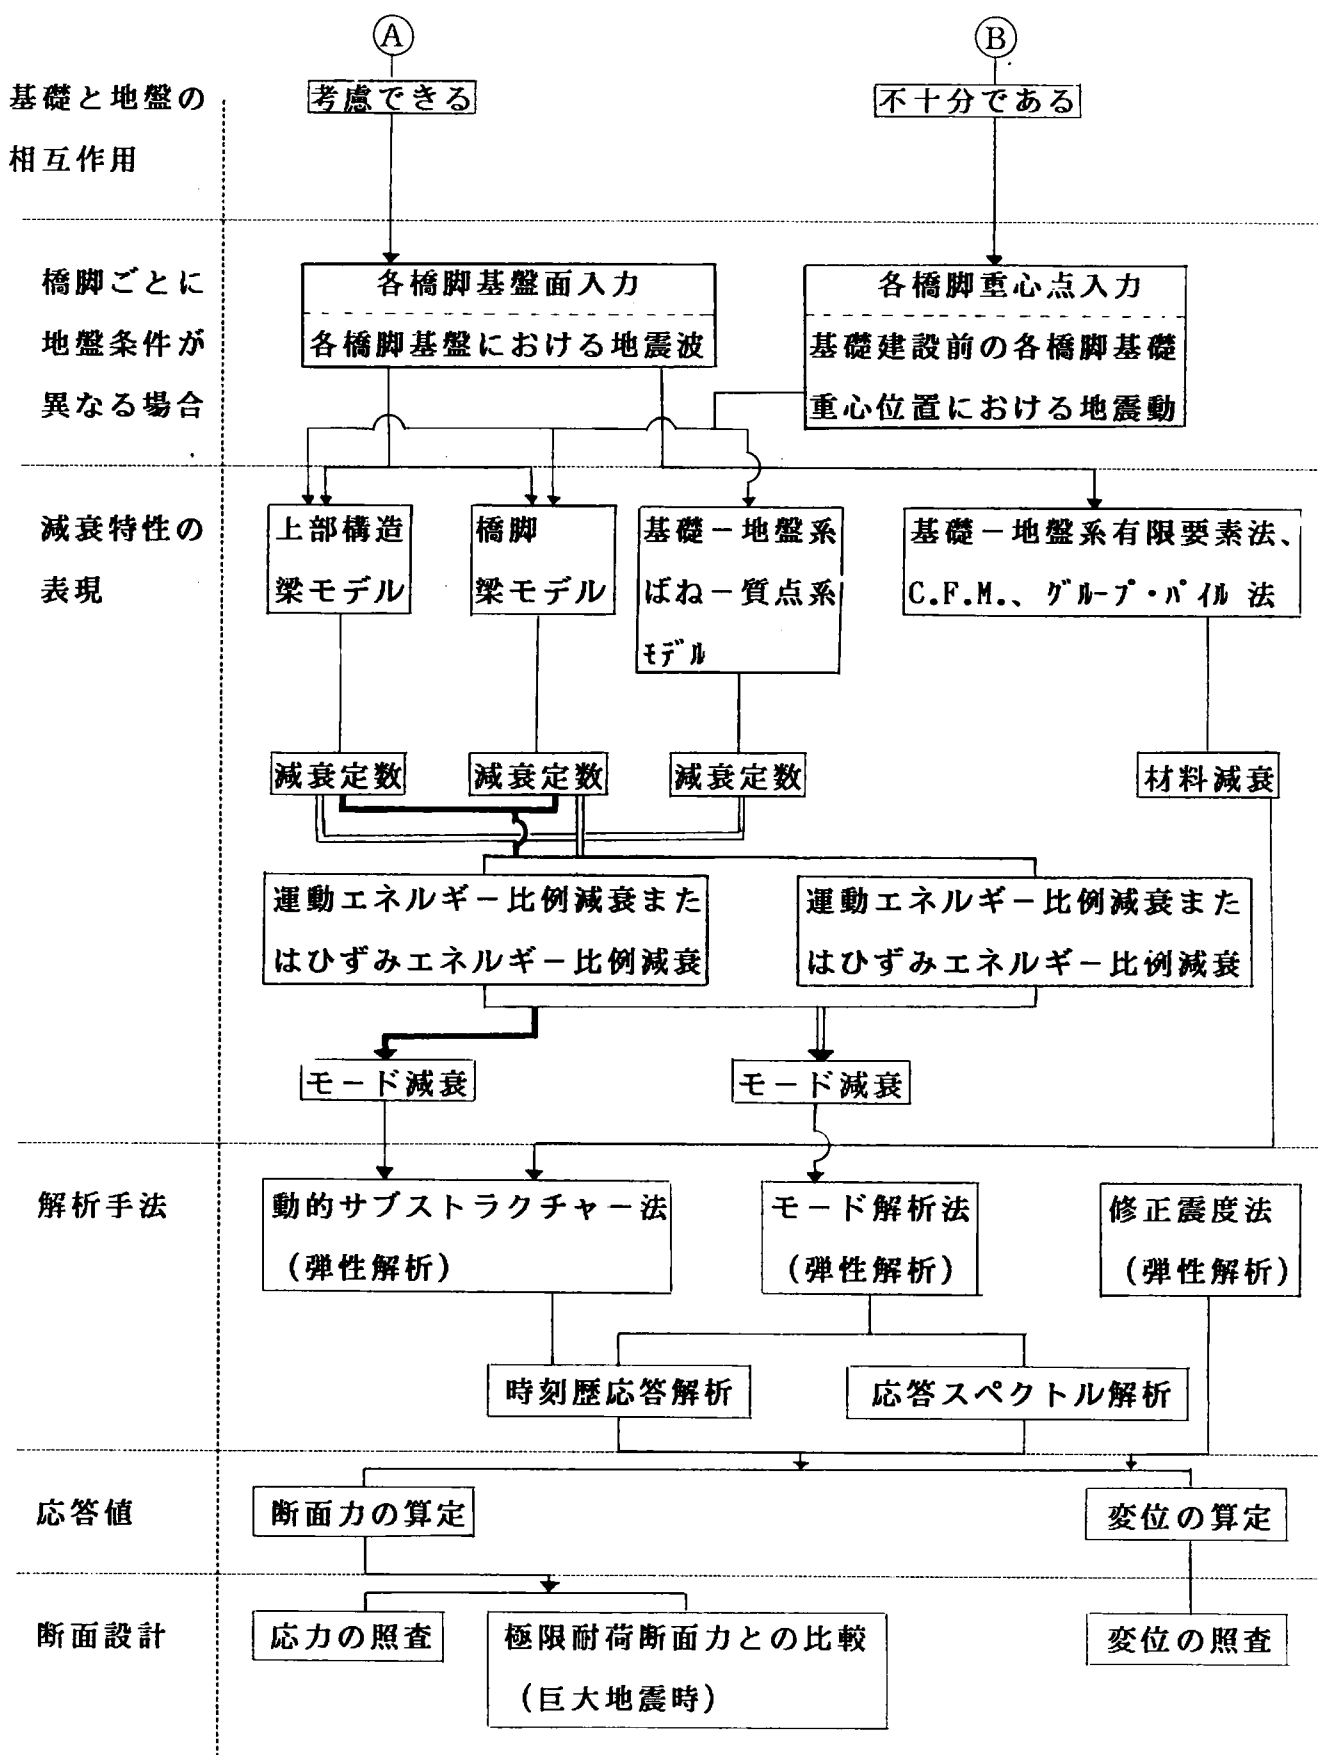 Ⓐ
Ⓑ
基礎と地盤の
相互作用
考慮できる
不十分である
橋脚ごとに
地盤条件が
異なる場合
各橋脚基盤面入力
各橋脚基盤における地震波
各橋脚重心点入力
基礎建設前の各橋脚基礎
重心位置における地震動
減衰特性の
表現
上部構造
梁モデル
橋脚
梁モデル
基礎－地盤系
ばね－質点系
ﾓﾃﾞﾙ
基礎－地盤系有限要素法、
C.F.M.、ｸﾞﾙｰﾌﾟ・ﾊﾟｲﾙ 法
減衰定数
減衰定数
減衰定数
材料減衰
運動エネルギー比例減衰また
はひずみエネルギー比例減衰
運動エネルギー比例減衰また
はひずみエネルギー比例減衰
モード減衰
モード減衰
解析手法
動的サブストラクチャー法
(弾性解析)
モード解析法
(弾性解析)
修正震度法
(弾性解析)
時刻歴応答解析
応答スペクトル解析
応答値
断面力の算定
変位の算定
断面設計
応力の照査
極限耐荷断面力との比較
(巨大地震時)
変位の照査